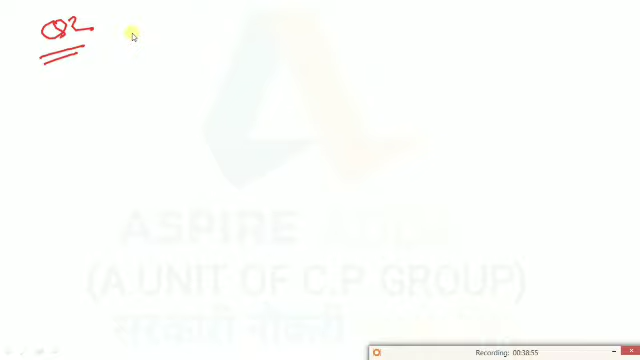 Q2
ASPIRE
(A.UNIT OF C.P GROUP)
सरकारी नौकरी
Recording: 00:38:55